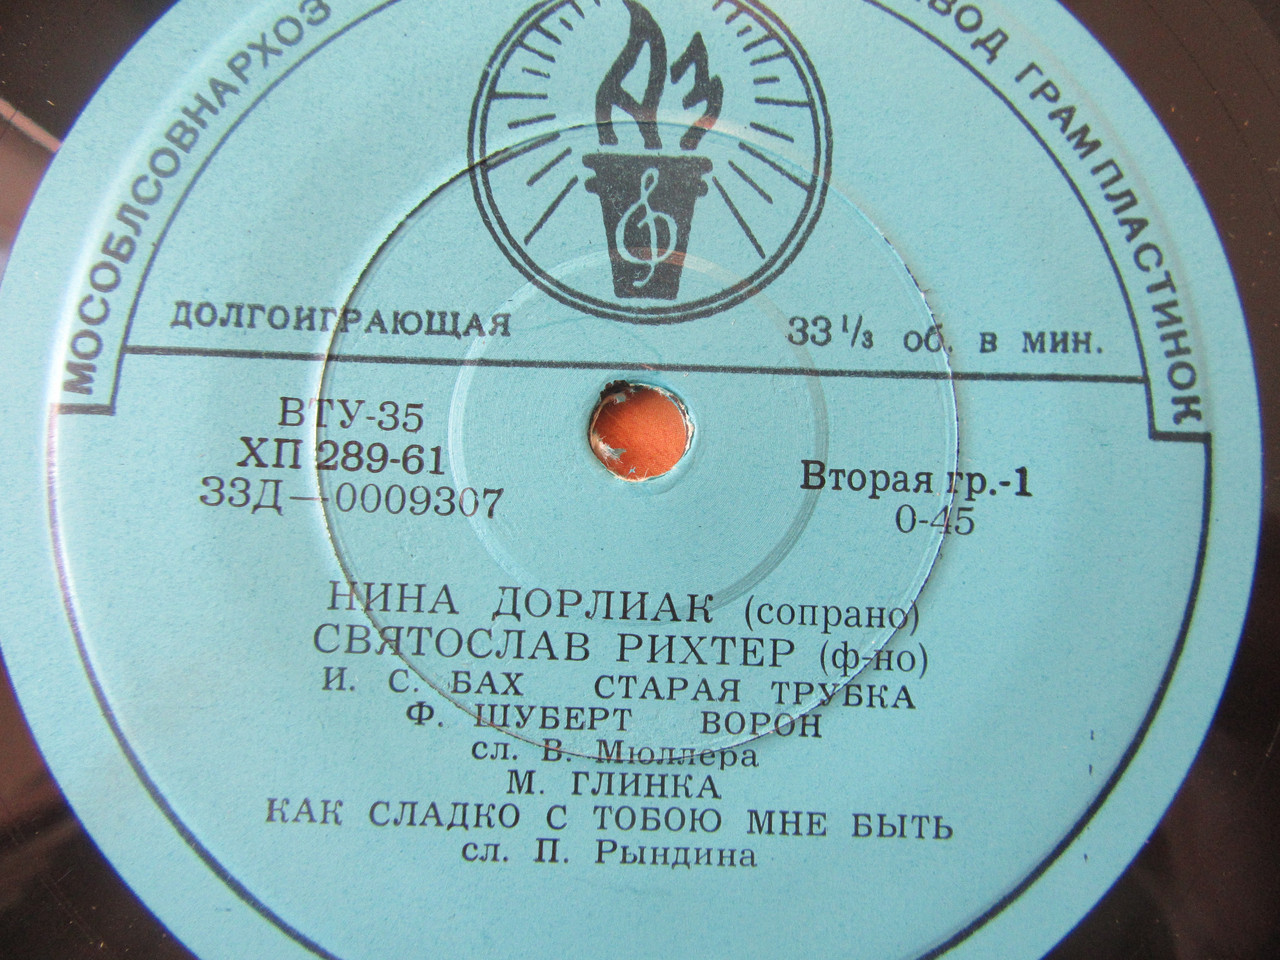 МОСОБЛСОВНАРХОЗ
ГРАМПЛАСТИНОК
АЗ
ДОЛГОИГРАЮЩАЯ
33 1/3 об. в мин.
ВТУ-35
ХП 289-61
33Д—0009307
Вторая гр.-1
0-45
НИНА ДОРЛИАК (сопрано)
СВЯТОСЛАВ РИХТЕР (ф-но)
И. С. БАХ СТАРАЯ ТРУБКА
Ф. ШУБЕРТ ВОРОН
сл. В. Мюллера
М. ГЛИНКА
КАК СЛАДКО С ТОБОЮ МНЕ БЫТЬ
сл. П. Рындина